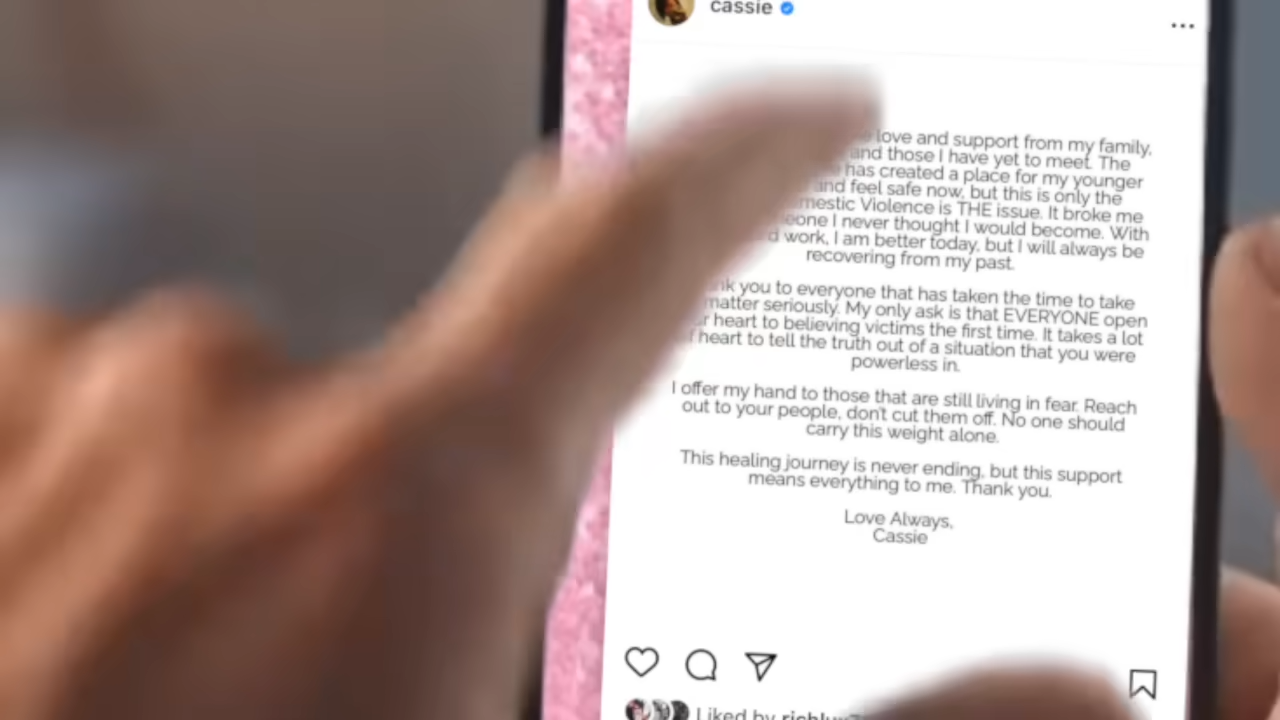 cassie
love and support from my family,
and those I have yet to meet. The
has created a place for my younger
and feel safe now, but this is only the
Violence is THE issue. It broke me
I never thought I would become. With
work, I am better today, but I will always be
recovering from my past.
you to everyone that has taken the time to take
matter seriously. My only ask is that EVERYONE open
heart to believing victims the first time. It takes a lot
heart to tell the truth out of a situation that you were
powerless in.
I offer my hand to those that are still living in fear. Reach
out to your people, don't cut them off. No one should
carry this weight alone.
This healing journey is never ending, but this support
means everything to me. Thank you.
Love Always,
Cassie
Liked by